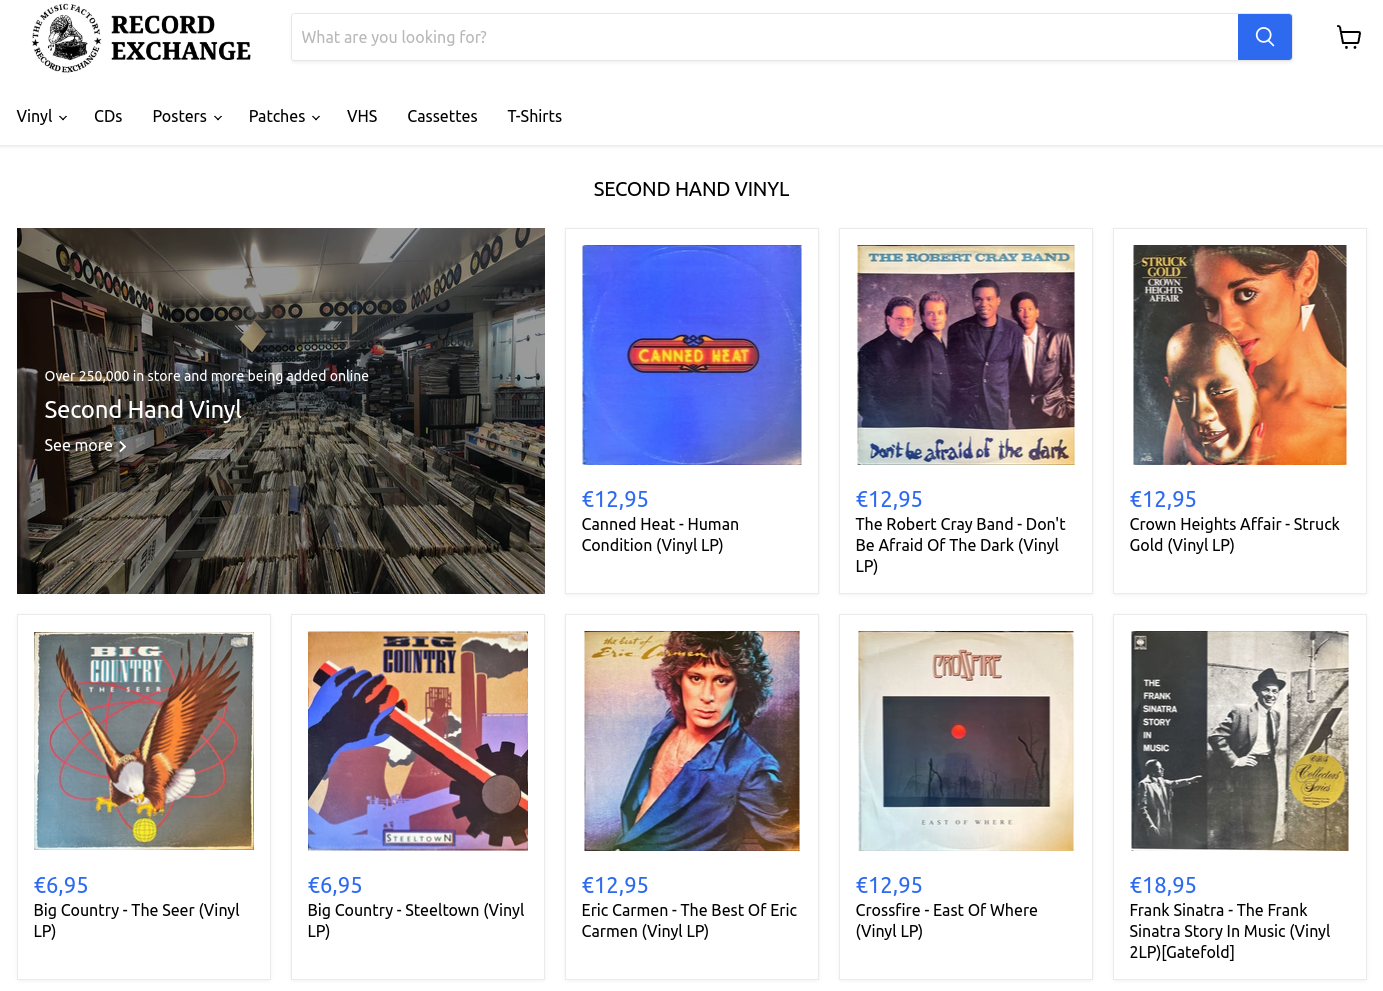 THE MUSIC FACTORY
RECORD EXCHANGE
RECORD
EXCHANGE
What are you looking for?
Vinyl
CDs
Posters
Patches
VHS
Cassettes
T-Shirts
SECOND HAND VINYL
Over 250,000 in store and more being added online
Second Hand Vinyl
See more
CANNED HEAT
€12,95
Canned Heat - Human
Condition (Vinyl LP)
THE ROBERT CRAY BAND
Don't be afraid of the dark
€12,95
The Robert Cray Band - Don't
Be Afraid Of The Dark (Vinyl
LP)
STRUCK
GOLD
CROWN
HEIGHTS
AFFAIR
€12,95
Crown Heights Affair - Struck
Gold (Vinyl LP)
BIG
COUNTRY
THE SEER
€6,95
Big Country - The Seer (Vinyl
LP)
BIG
COUNTRY
STEELTOWN
€6,95
Big Country - Steeltown (Vinyl
LP)
the best of
Eric Carmen
€12,95
Eric Carmen - The Best Of Eric
Carmen (Vinyl LP)
CROSSFIRE
EAST OF WHERE
€12,95
Crossfire - East Of Where
(Vinyl LP)
THE
FRANK
SINATRA
STORY
IN
MUSIC
Collectors
Series
€18,95
Frank Sinatra - The Frank
Sinatra Story In Music (Vinyl
2LP)[Gatefold]